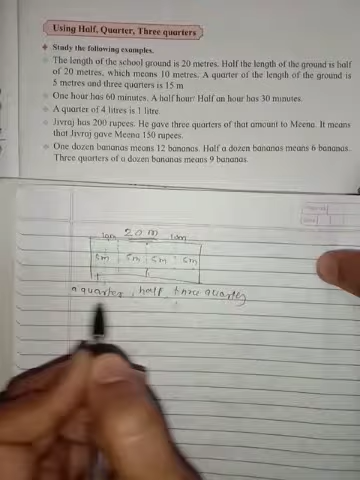 Using Half, Quarter, Three quarters
Study the following examples.
The length of the school ground is 20 metres. Half the length of the ground is half
of 20 metres, which means 10 metres. A quarter of the length of the ground is
5 metres and three quarters is 15 m
One hour has 60 minutes. A half hour/ Half an hour has 30 minutes.
A quarter of 4 litres is 1 litre.
Jivraj has 200 rupees. He gave three quarters of that amount to Meena. It means
that Jivraj gave Meena 150 rupees.
One dozen bananas means 12 bananas. Half a dozen bananas means 6 bananas.
Three quarters of a dozen bananas means 9 bananas.
10m 20 m 10m
5m 5m 5m 5m
a quarter, half three quarter